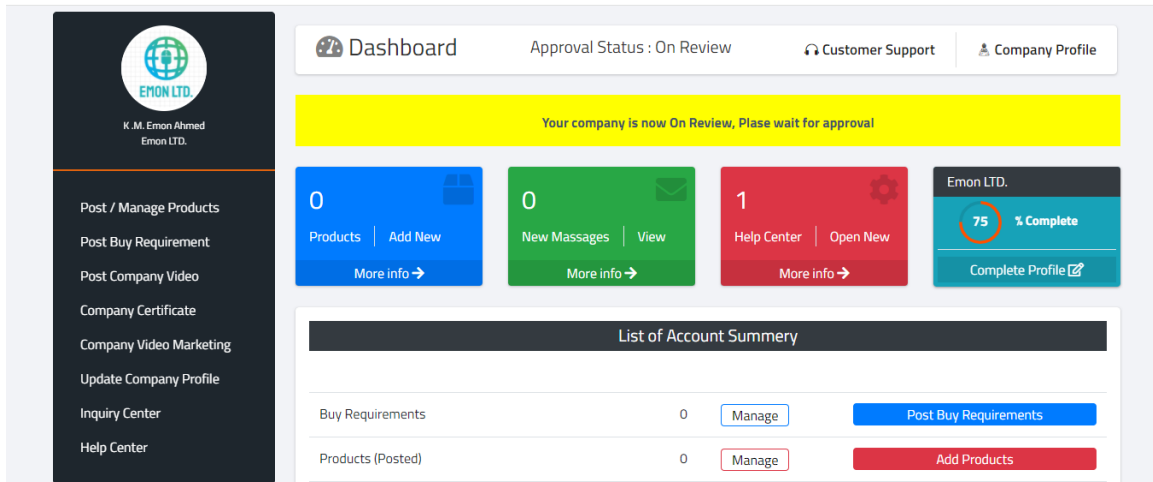 EMON LTD.
K .M. Emon Ahmed
Emon LTD.
Post / Manage Products
Post Buy Requirement
Post Company Video
Company Certificate
Company Video Marketing
Update Company Profile
Inquiry Center
Help Center
Dashboard
Approval Status : On Review
Customer Support
Company Profile
Your company is now On Review, Plase wait for approval
0
Products | Add New
More info
0
New Massages | View
More info
1
Help Center | Open New
More info
Emon LTD.
75 % Complete
Complete Profile
List of Account Summary
Buy Requirements 0 Manage Post Buy Requirements
Products (Posted) 0 Manage Add Products